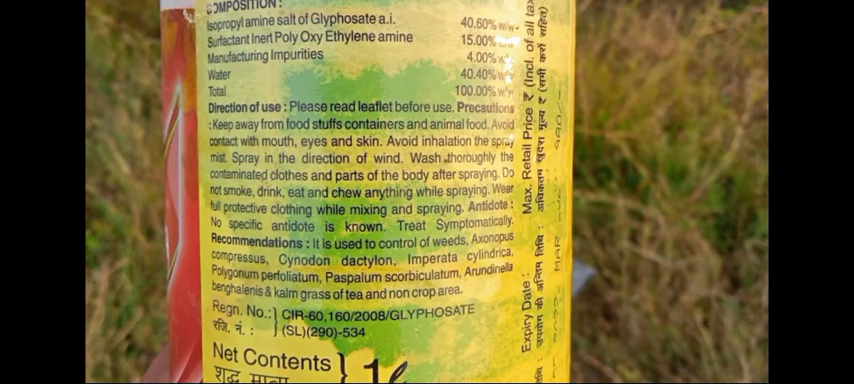 COMPOSITION:
Isopropyl amine salt of Glyphosate a.i. 40.60% w/w
Surfactant Inert Poly Oxy Ethylene amine 15.00%
Manufacturing Impurities 4.00%
Water 40.40%
Total 100.00%
Direction of use : Please read leaflet before use. Precautions
: Keep away from food stuffs containers and animal food. Avoid
contact with mouth, eyes and skin. Avoid inhalation the spray
mist. Spray in the direction of wind. Wash thoroughly the
contaminated clothes and parts of the body after spraying. Do
not smoke, drink, eat and chew anything while spraying. Wear
full protective clothing while mixing and spraying. Antidote :
No specific antidote is known. Treat Symptomatically.
Recommendations : It is used to control of weeds, Axonopus
compressus, Cynodon dactylon, Imperata cylindrica,
Polygonum perfoliatum, Paspalum scorbiculatum, Arundinella
benghalenis & kalm grass of tea and non crop area.
Regn. No.: } CIR-60,160/2008/GLYPHOSATE
रजि. नं. : } (SL)(290)-534
Net Contents } 1ℓ
शुद्ध मात्रा
Max. Retail Price ₹ (Incl. of all tax
अधिकतम खुदरा मूल्य ₹ (सभी करों सहित)
Expiry Date :
उपयोग की अन्तिम तिथि :
MAR